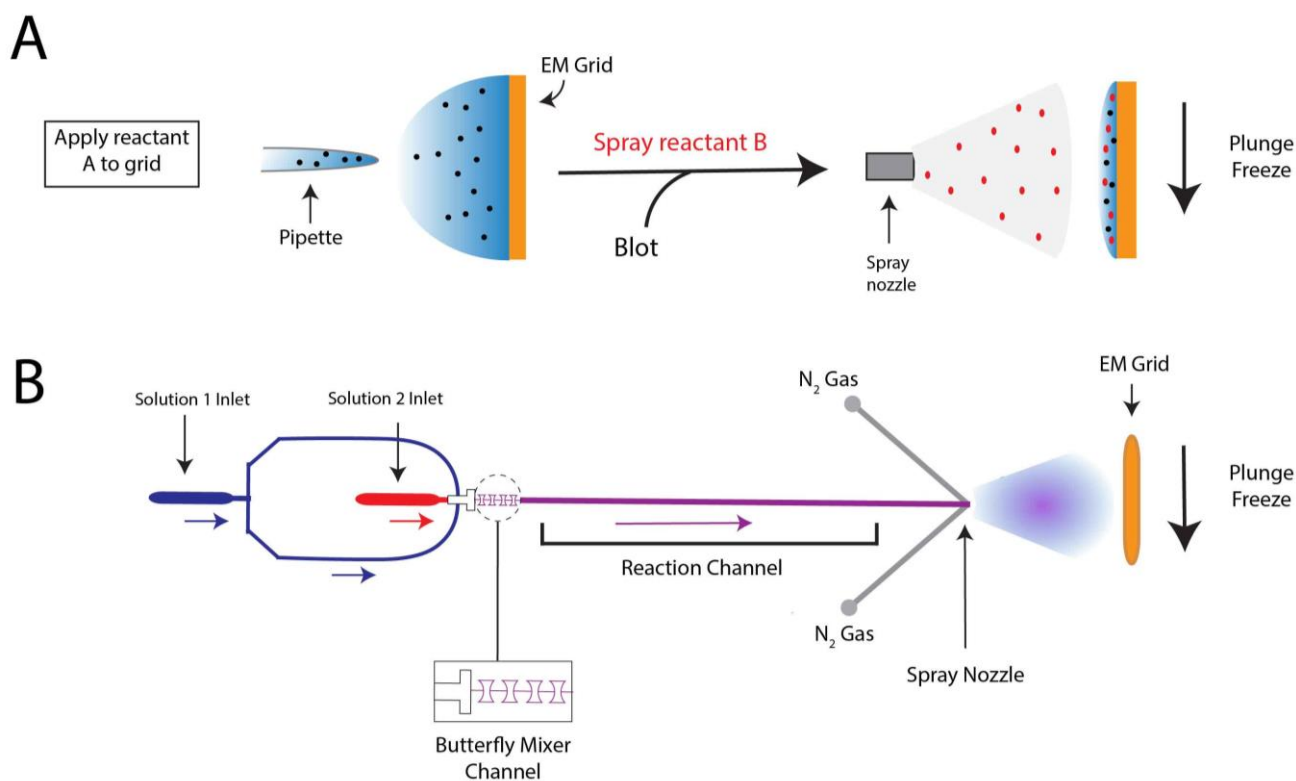 A
EM Grid
Apply reactant
A to grid
Pipette
Spray reactant B
Blot
Spray
nozzle
Plunge
Freeze
B
Solution 1 Inlet
Solution 2 Inlet
N₂ Gas
EM Grid
Plunge
Freeze
Reaction Channel
N₂ Gas
Spray Nozzle
Butterfly Mixer
Channel